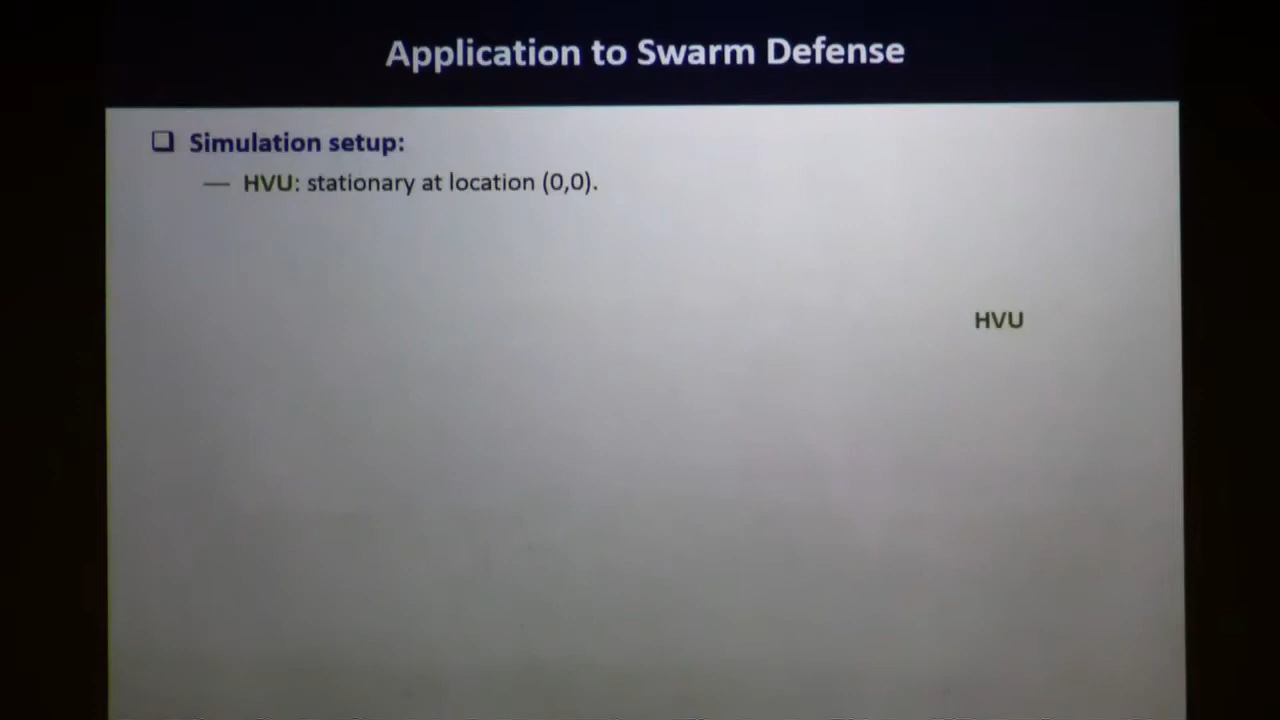 Application to Swarm Defense
❑ Simulation setup:
— HVU: stationary at location (0,0).
HVU